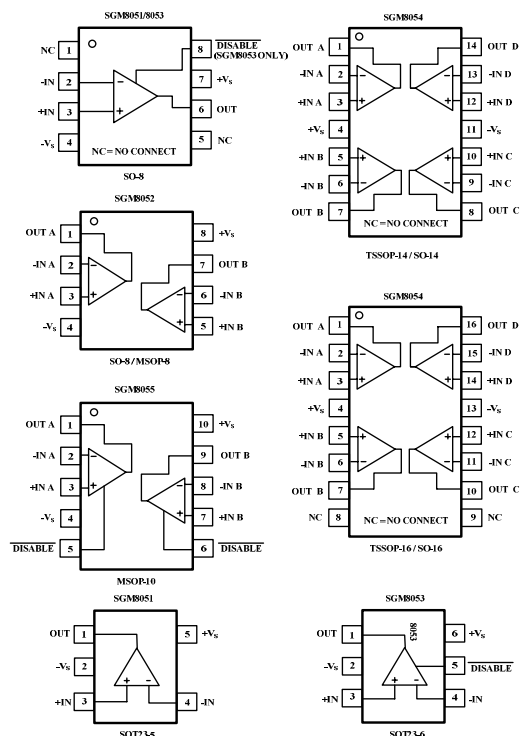 SGM8051/8053
NC 1 8 DISABLE
(SGM8053 ONLY)
-IN 2 7 +VS
+IN 3 6 OUT
-VS 4 5 NC
NC = NO CONNECT
SO-8
SGM8054
OUT A 1 14 OUT D
-IN A 2 13 -IN D
+IN A 3 12 +IN D
+VS 4 11 -VS
+IN B 5 10 +IN C
-IN B 6 9 -IN C
OUT B 7 8 OUT C
NC = NO CONNECT
TSSOP-14 / SO-14
SGM8052
OUT A 1 8 +VS
-IN A 2 7 OUT B
+IN A 3 6 -IN B
-VS 4 5 +IN B
SO-8 / MSOP-8
SGM8054
OUT A 1 16 OUT D
-IN A 2 15 -IN D
+IN A 3 14 +IN D
+VS 4 13 -VS
+IN B 5 12 +IN C
-IN B 6 11 -IN C
OUT B 7 10 OUT C
NC 8 9 NC
NC = NO CONNECT
TSSOP-16 / SO-16
SGM8055
OUT A 1 10 +VS
-IN A 2 9 OUT B
+IN A 3 8 -IN B
-VS 4 7 +IN B
DISABLE 5 6 DISABLE
MSOP-10
SGM8051
OUT 1 5 +VS
-VS 2
+IN 3 4 -IN
SOT23-5
SGM8053
OUT 1 6 +VS
8053
-VS 2 5 DISABLE
+IN 3 4 -IN
SOT23-6